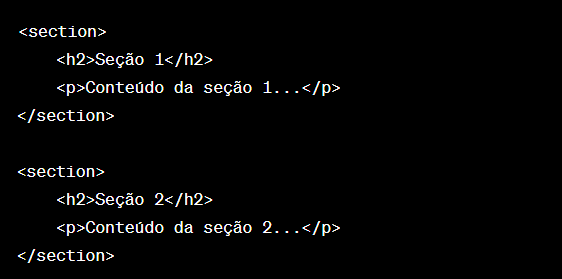 <section>
    <h2>Seção 1</h2>
    <p>Conteúdo da seção 1...</p>
</section>

<section>
    <h2>Seção 2</h2>
    <p>Conteúdo da seção 2...</p>
</section>